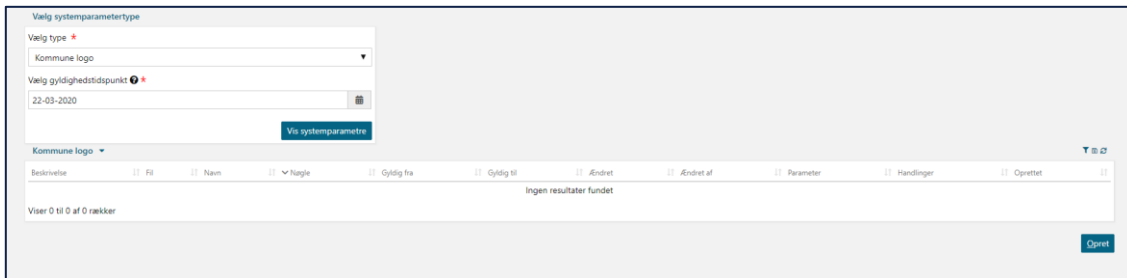 Vælg systemparametertype
Vælg type *
Kommune logo
Vælg gyldighedstidspunkt *
22-03-2020
Vis systemparametre
Kommune logo
Beskrivelse Fil Navn Nøgle Gyldig fra Gyldig til Ændret Ændret af Parameter Handlinger Oprettet
Ingen resultater fundet
Viser 0 til 0 af 0 rækker
Opret